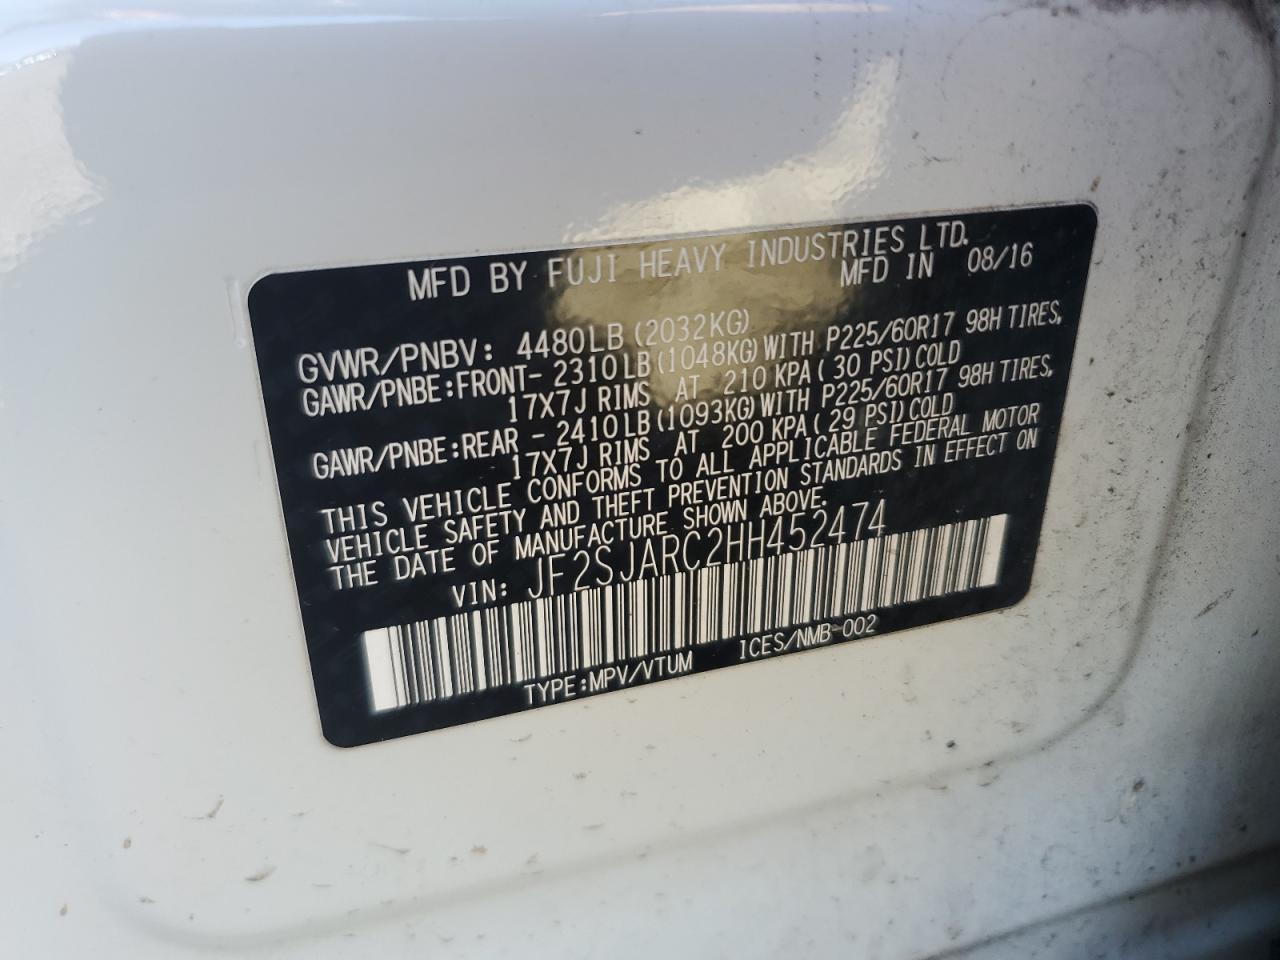 MFD BY FUJI HEAVY INDUSTRIES LTD.
MFD IN 08/16
GVWR/PNBV: 4480LB(2032KG)
GAWR/PNBE:FRONT- 2310LB(1048KG)WITH P225/60R17 98H TIRES,
17X7J RIMS AT 210 KPA( 30 PSI)COLD
GAWR/PNBE:REAR - 2410LB(1093KG)WITH P225/60R17 98H TIRES,
17X7J RIMS AT 200 KPA( 29 PSI)COLD
THIS VEHICLE CONFORMS TO ALL APPLICABLE FEDERAL MOTOR
VEHICLE SAFETY AND THEFT PREVENTION STANDARDS IN EFFECT ON
THE DATE OF MANUFACTURE SHOWN ABOVE.
VIN: JF2SJARC2HH452474
TYPE:MPV/VTUM ICES/NMB-002